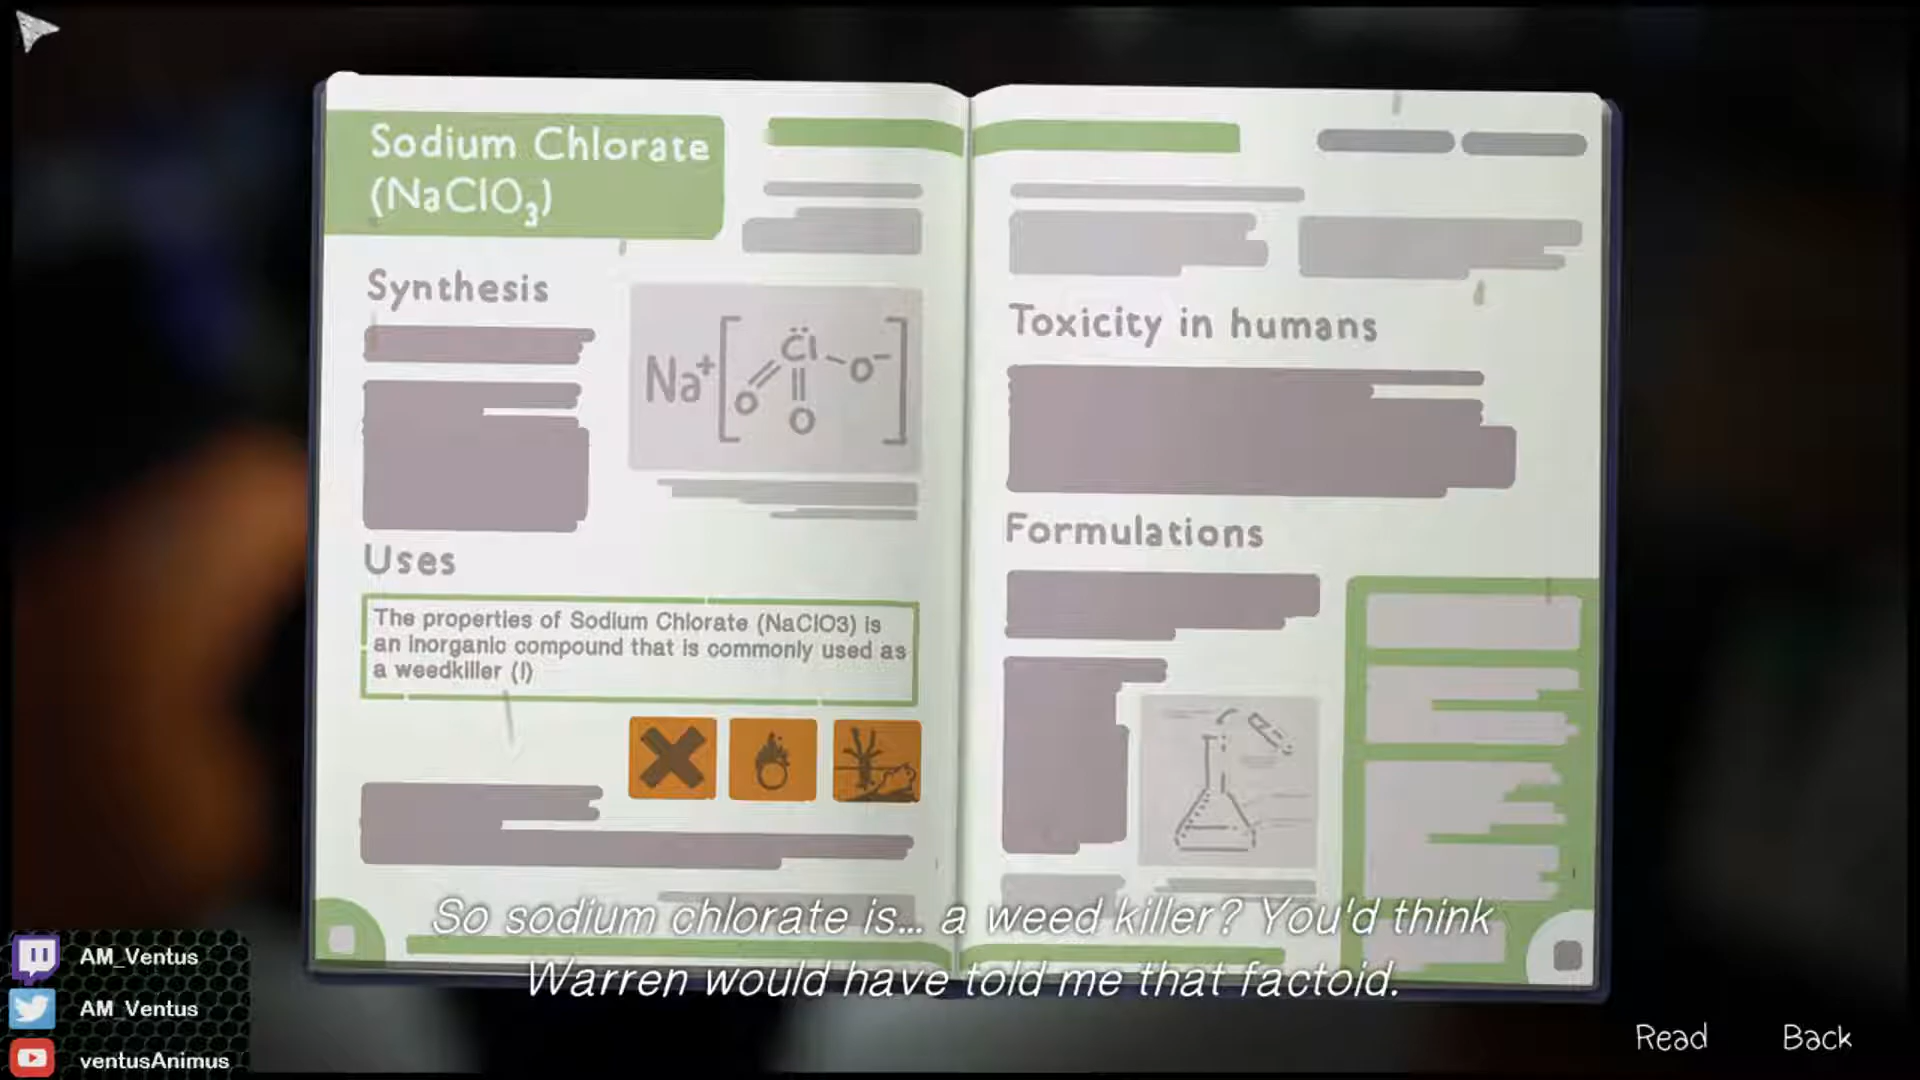 Sodium Chlorate
(NaClO₃)
Synthesis
Na⁺ [O Cl O O⁻]
Uses
The properties of Sodium Chlorate (NaClO3) is
an inorganic compound that is commonly used as
a weedkiller (!)
Toxicity in humans
Formulations
So sodium chlorate is... a weed killer? You'd think
Warren would have told me that factoid.
AM_Ventus
AM_Ventus
ventusAnimus
Read
Back